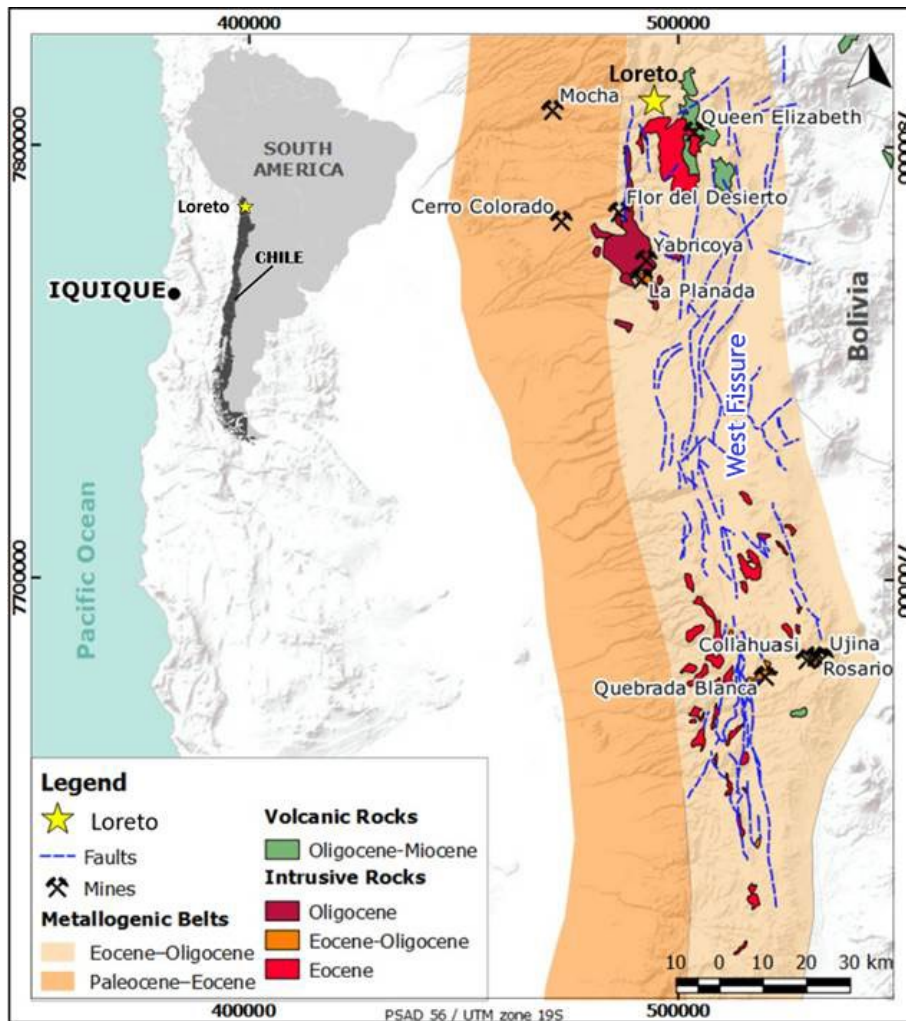 400000
500000
7800000
7800000
Loreto
Mocha
Queen Elizabeth
SOUTH
AMERICA
Loreto
Cerro Colorado
Flor del Desierto
CHILE
Yabricoya
IQUIQUE
La Planada
Bolivia
West Fissure
Pacific Ocean
7700000
7700000
Collahuasi
Ujina
Rosario
Quebrada Blanca
Legend
Loreto
Faults
Mines
Metallogenic Belts
Eocene–Oligocene
Paleocene–Eocene
Volcanic Rocks
Oligocene-Miocene
Intrusive Rocks
Oligocene
Eocene-Oligocene
Eocene
10 0 10 20 30 km
400000
PSAD 56 / UTM zone 19S
500000